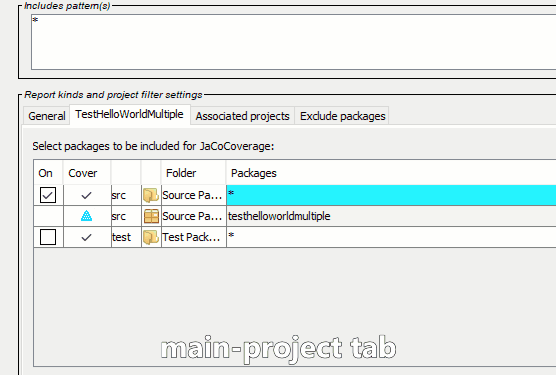 Includes pattern(s)
*
Report kinds and project filter settings
General TestHelloWorldMultiple Associated projects Exclude packages
Select packages to be included for JaCoCoverage:
On Cover Folder Packages
src Source Pa... *
src Source Pa... testhelloworldmultiple
test Test Pack... *
main-project tab